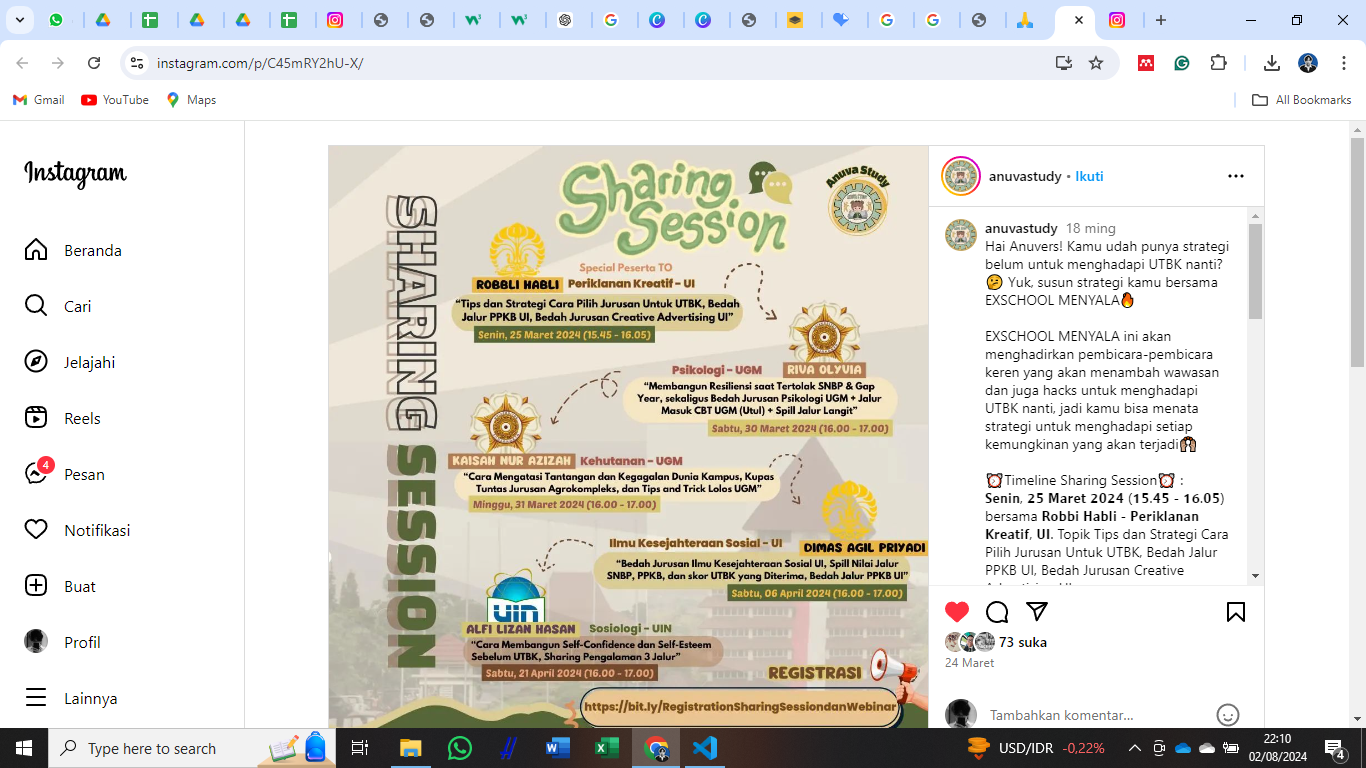 instagram.com/p/C45mRY2hU-X/
Gmail
YouTube
Maps
All Bookmarks
Instagram
Beranda
Cari
Jelajahi
Reels
4
Pesan
Notifikasi
Buat
Profil
Lainnya
SHARING SESSION
Sharing
Session
Anuva Study
Special Peserta TO
ROBBLI HABLI Periklanan Kreatif - UI
“Tips dan Strategi Cara Pilih Jurusan Untuk UTBK, Bedah
Jalur PPKB UI, Bedah Jurusan Creative Advertising UI”
Senin, 25 Maret 2024 (15.45 - 16.05)
Psikologi - UGM RIVA OLYVIA
“Membangun Resiliensi saat Tertolak SNBP & Gap
Year, sekaligus Bedah Jurusan Psikologi UGM + Jalur
Masuk CBT UGM (Utul) + Spill Jalur Langit”
Sabtu, 30 Maret 2024 (16.00 - 17.00)
KAISAH NUR AZIZAH Kehutanan - UGM
“Cara Mengatasi Tantangan dan Kegagalan Dunia Kampus, Kupas
Tuntas Jurusan Agrokompleks, dan Tips and Trick Lolos UGM”
Minggu, 31 Maret 2024 (16.00 - 17.00)
Ilmu Kesejahteraan Sosial - UI DIMAS AGIL PRIYADI
“Bedah Jurusan Ilmu Kesejahteraan Sosial UI, Spill Nilai Jalur
SNBP, PPKB, dan skor UTBK yang Diterima, Bedah Jalur PPKB UI”
Sabtu, 06 April 2024 (16.00 - 17.00)
uin
ALFI LIZAN HASAN Sosiologi - UIN
“Cara Membangun Self-Confidence dan Self-Esteem
Sebelum UTBK, Sharing Pengalaman 3 Jalur”
Sabtu, 21 April 2024 (16.00 - 17.00)
REGISTRASI
https://bit.ly/RegistrationSharingSessiondanWebinar
anuvastudy • Ikuti
anuvastudy 18 ming
Hai Anuvers! Kamu udah punya strategi
belum untuk menghadapi UTBK nanti?
🤔 Yuk, susun strategi kamu bersama
EXSCHOOL MENYALA🔥
EXSCHOOL MENYALA ini akan
menghadirkan pembicara-pembicara
keren yang akan menambah wawasan
dan juga hacks untuk menghadapi
UTBK nanti, jadi kamu bisa menata
strategi untuk menghadapi setiap
kemungkinan yang akan terjadi🙌
⏰Timeline Sharing Session⏰ :
Senin, 25 Maret 2024 (15.45 - 16.05)
bersama Robbi Habli - Periklanan
Kreatif, UI. Topik Tips dan Strategi Cara
Pilih Jurusan Untuk UTBK, Bedah Jalur
PPKB UI, Bedah Jurusan Creative
73 suka
24 Maret
Tambahkan komentar...
Type here to search
USD/IDR -0,22%
22:10
02/08/2024
4